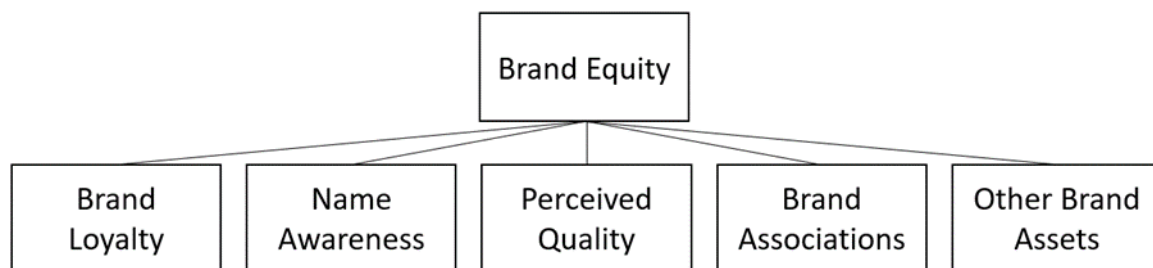 Brand Equity
Brand
Loyalty
Name
Awareness
Perceived
Quality
Brand
Associations
Other Brand
Assets